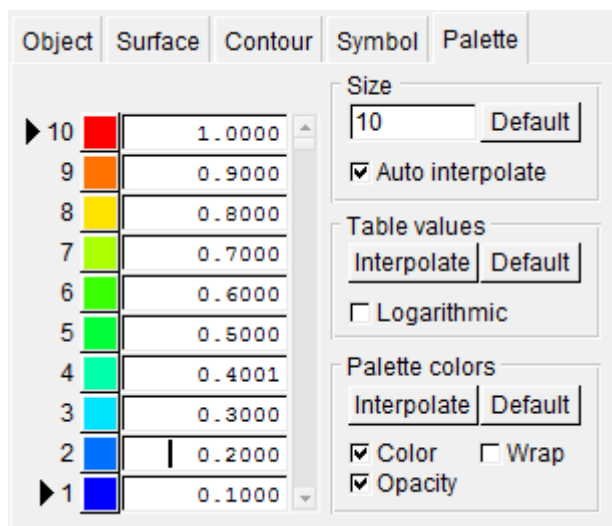 Object Surface Contour Symbol Palette
Size
10 Default
Auto interpolate
Table values
Interpolate Default
Logarithmic
Palette colors
Interpolate Default
Color Wrap
Opacity
10 1.0000
9 0.9000
8 0.8000
7 0.7000
6 0.6000
5 0.5000
4 0.4001
3 0.3000
2 0.2000
1 0.1000